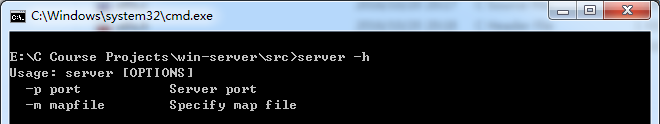 C:\Windows\system32\cmd.exe
E:\C Course Projects\win-server\src>server -h
Usage: server [OPTIONS]
-p port Server port
-m mapfile Specify map file